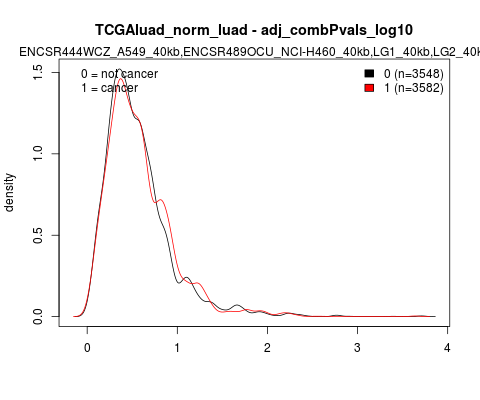 TCGAluad_norm_luad - adj_combPvals_log10
ENCSR444WCZ_A549_40kb,ENCSR489OCU_NCI-H460_40kb,LG1_40kb,LG2_40k
0 = not cancer
1 = cancer
0 (n=3548)
1 (n=3582)
density
1.5
1.0
0.5
0.0
0 1 2 3 4